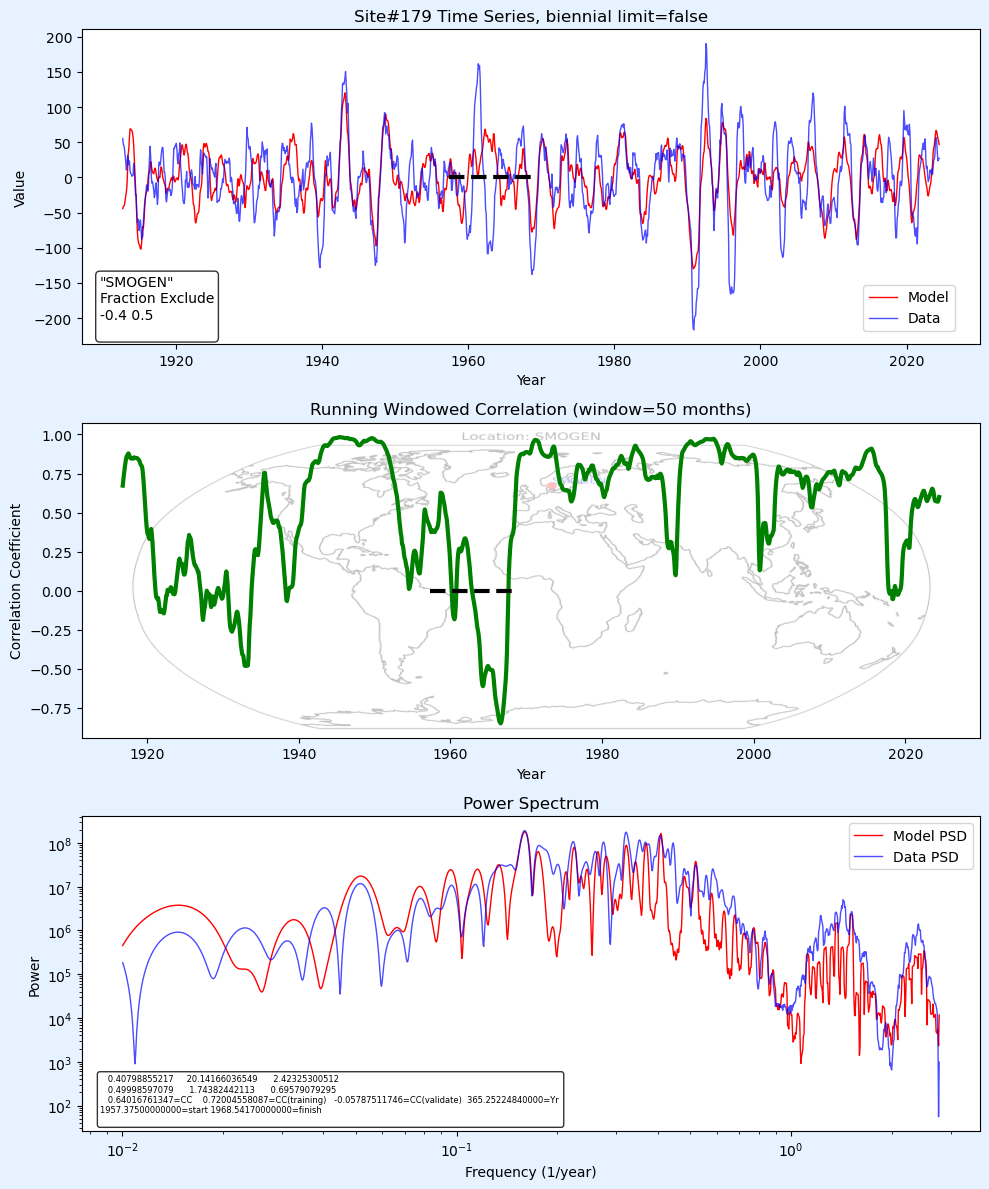 Site#179 Time Series, biennial limit=false
200
150
100
50
0
−50
−100
−150
−200
Value
"SMOGEN"
Fraction Exclude
-0.4 0.5
Model
Data
1920 1940 1960 1980 2000 2020
Year
Running Windowed Correlation (window=50 months)
Location: SMOGEN
1.00
0.75
0.50
0.25
0.00
−0.25
−0.50
−0.75
Correlation Coefficient
1920 1940 1960 1980 2000 2020
Year
Power Spectrum
Model PSD
Data PSD
10^8
10^7
10^6
10^5
10^4
10^3
10^2
Power
0.40798855217 20.14166036549 2.42325300512
0.49998597079 1.74382442113 0.69579079295
0.64016761347=CC 0.72004558087=CC(training) -0.05787511746=CC(validate) 365.25224840000=Yr
1957.37500000000=start 1968.54170000000=finish
10^−2 10^−1 10^0
Frequency (1/year)